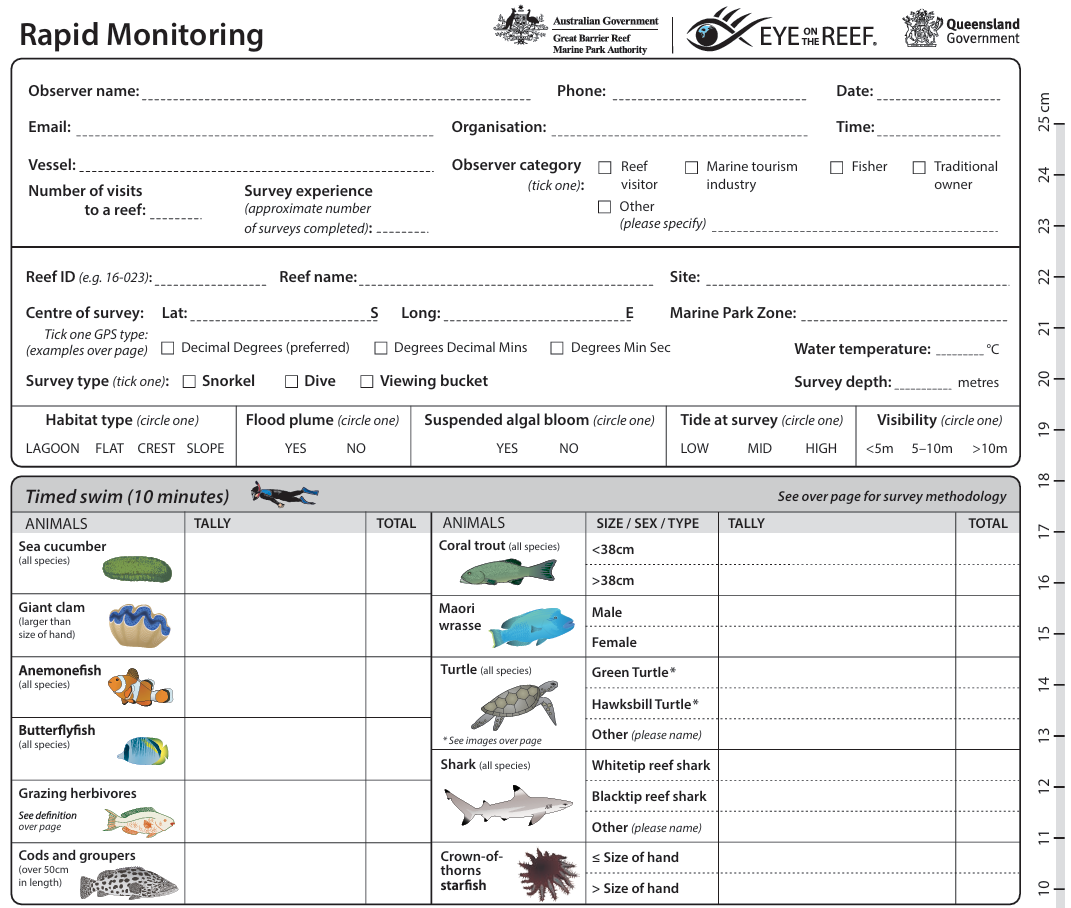 Rapid Monitoring
Australian Government
Great Barrier Reef
Marine Park Authority
EYE ON THE REEF.
Queensland
Government
Observer name:
Phone:
Date:
Email:
Organisation:
Time:
Vessel:
Observer category
(tick one):
Reef
visitor
Marine tourism
industry
Fisher
Traditional
owner
Other
(please specify)
Number of visits
to a reef:
Survey experience
(approximate number
of surveys completed):
Reef ID (e.g. 16-023):
Reef name:
Site:
Centre of survey:
Lat: S
Long: E
Marine Park Zone:
Tick one GPS type:
(examples over page)
Decimal Degrees (preferred)
Degrees Decimal Mins
Degrees Min Sec
Water temperature: °C
Survey type (tick one):
Snorkel
Dive
Viewing bucket
Survey depth: metres
Habitat type (circle one)
LAGOON FLAT CREST SLOPE
Flood plume (circle one)
YES NO
Suspended algal bloom (circle one)
YES NO
Tide at survey (circle one)
LOW MID HIGH
Visibility (circle one)
<5m 5–10m >10m
Timed swim (10 minutes)
See over page for survey methodology
ANIMALS TALLY TOTAL
Sea cucumber
(all species)
Giant clam
(larger than
size of hand)
Anemonefish
(all species)
Butterflyfish
(all species)
Grazing herbivores
See definition
over page
Cods and groupers
(over 50cm
in length)
ANIMALS SIZE / SEX / TYPE TALLY TOTAL
Coral trout (all species)
<38cm
>38cm
Maori
wrasse
Male
Female
Turtle (all species)
* See images over page
Green Turtle*
Hawksbill Turtle*
Other (please name)
Shark (all species)
Whitetip reef shark
Blacktip reef shark
Other (please name)
Crown-of-
thorns
starfish
≤ Size of hand
> Size of hand
25 cm
24
23
22
21
20
19
18
17
16
15
14
13
12
11
10